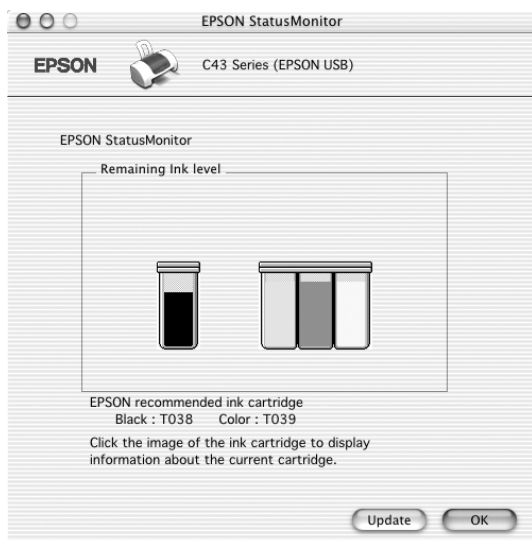 EPSON StatusMonitor
EPSON
C43 Series (EPSON USB)
EPSON StatusMonitor
Remaining Ink level
EPSON recommended ink cartridge
Black : T038 Color : T039
Click the image of the ink cartridge to display
information about the current cartridge.
Update OK